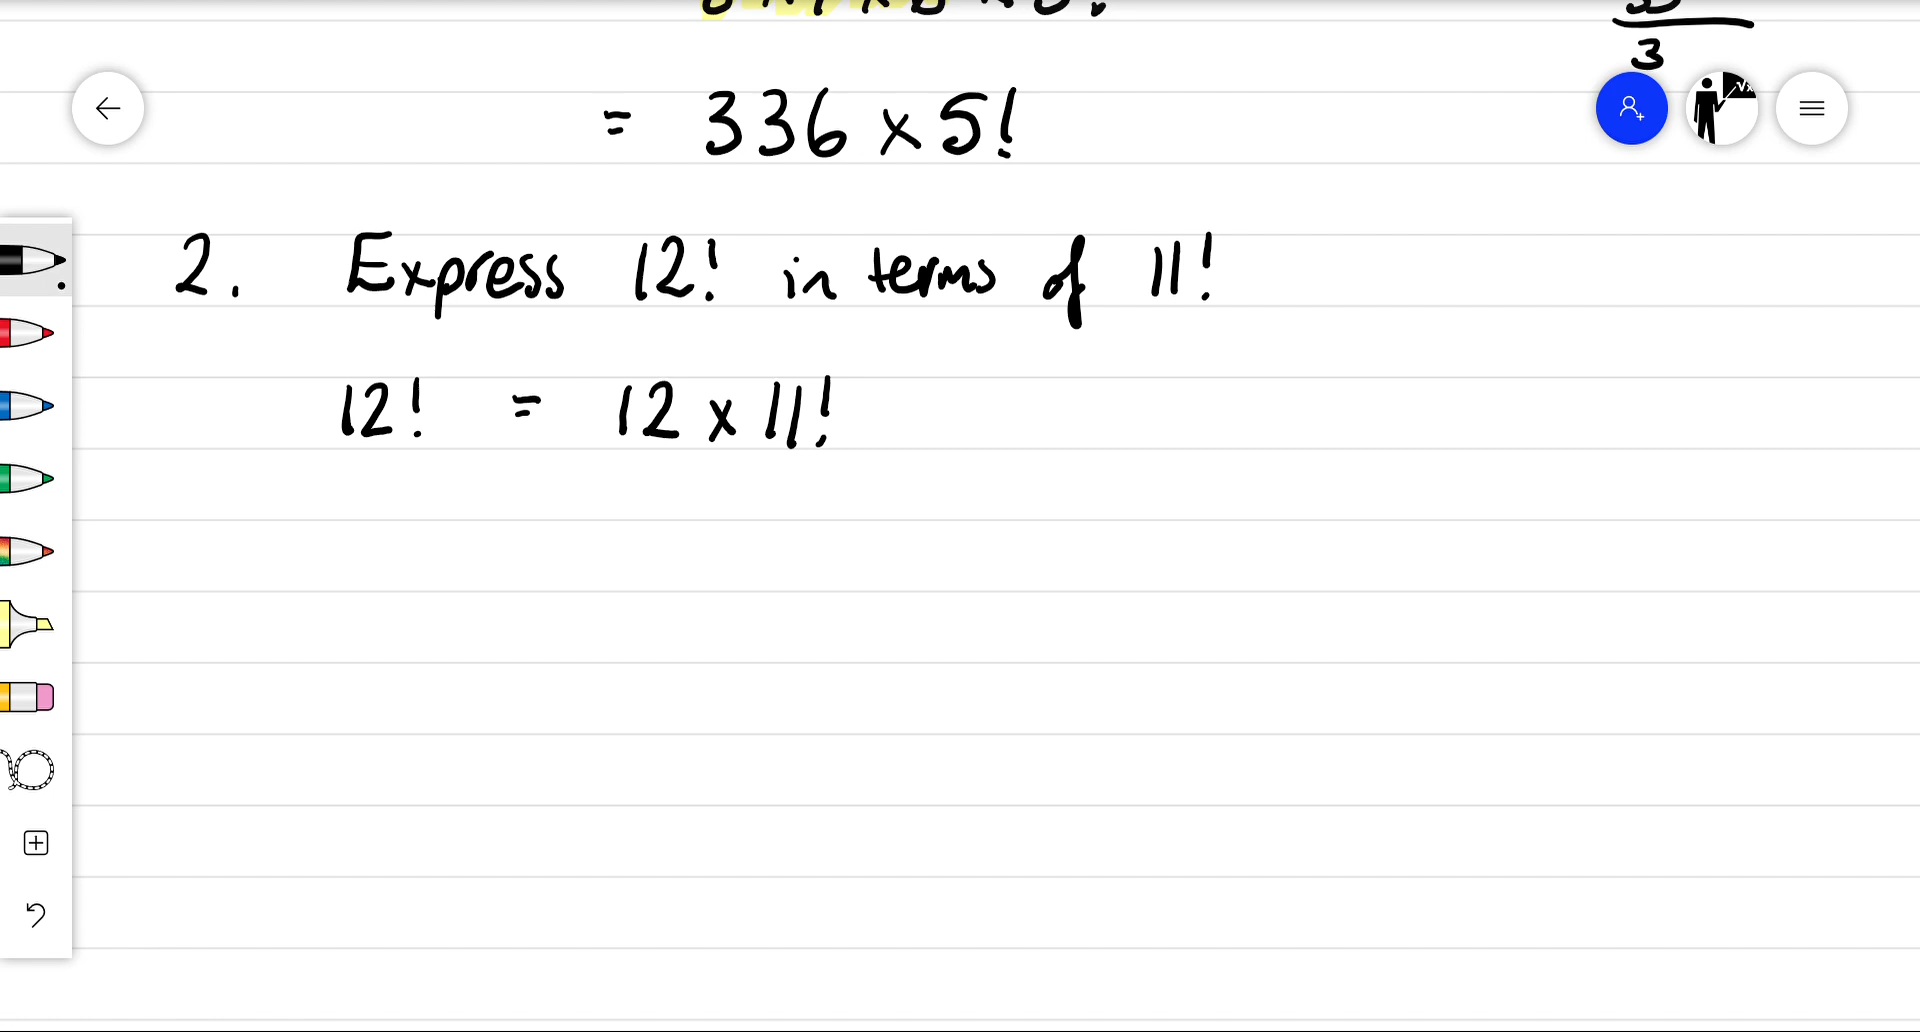 3
= 336 × 5!
2. Express 12! in terms of 11!
12! = 12 × 11!